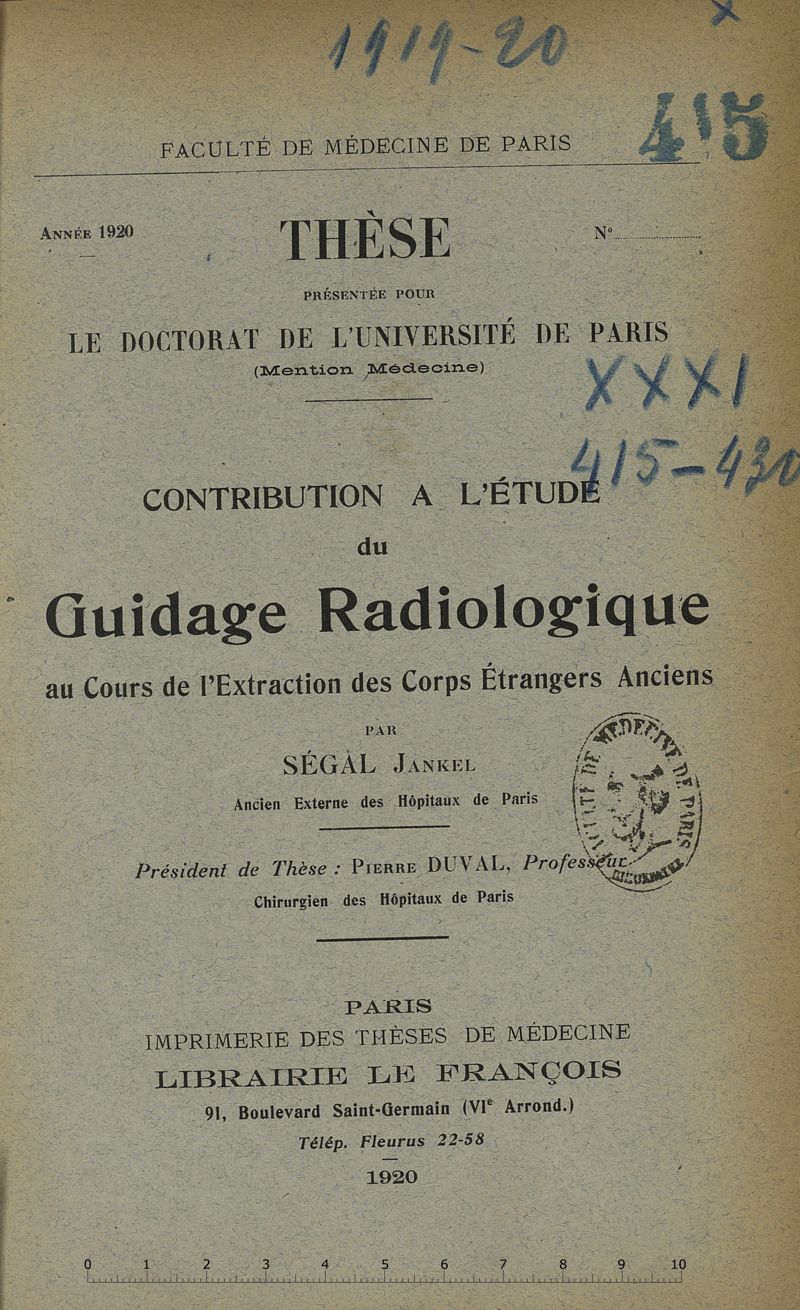 1919-20
x
415
FACULTÉ DE MÉDECINE DE PARIS
ANNÉE 1920
THÈSE
N°
PRÉSENTÉE POUR
LE DOCTORAT DE L'UNIVERSITÉ DE PARIS
(Mention Médecine)
XXXI
415-430
CONTRIBUTION A L'ÉTUDE
du
Guidage Radiologique
au Cours de l'Extraction des Corps Étrangers Anciens
PAR
SÉGAL JANKEL
Ancien Externe des Hôpitaux de Paris
Président de Thèse : PIERRE DUVAL, Professeur
Chirurgien des Hôpitaux de Paris
PARIS
IMPRIMERIE DES THÈSES DE MÉDECINE
LIBRAIRIE LE FRANÇOIS
91, Boulevard Saint-Germain (VIe Arrond.)
Télép. Fleurus 22-58
1920
0 1 2 3 4 5 6 7 8 9 10